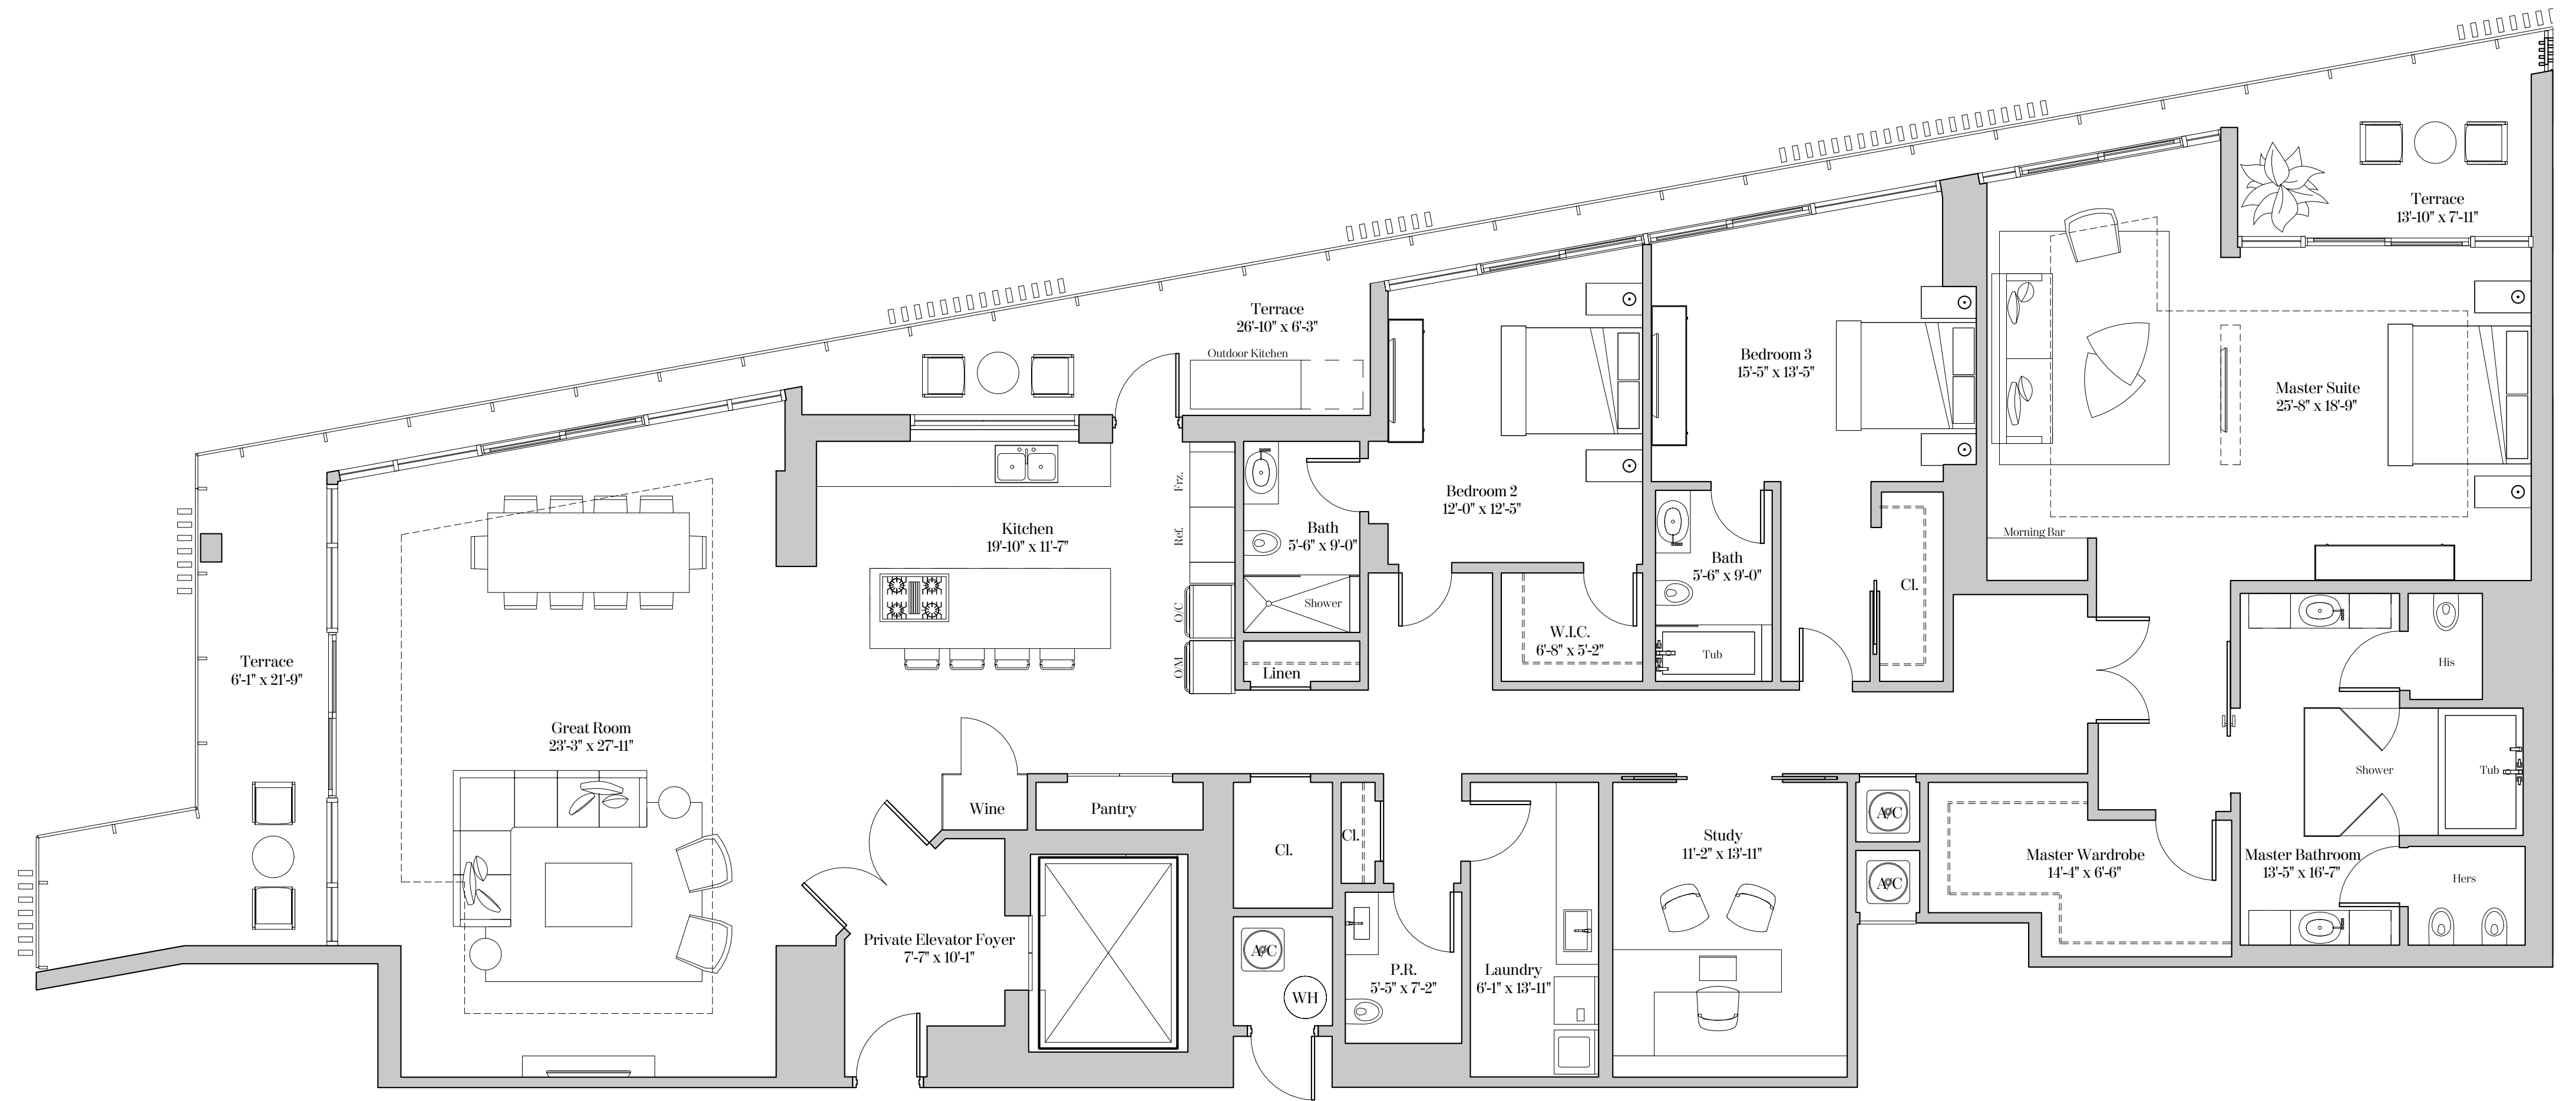 Terrace
13'-10" x 7'-11"
Terrace
26'-10" x 6'-3"
Outdoor Kitchen
Bedroom 3
15'-5" x 13'-5"
Master Suite
25'-8" x 18'-9"
Bedroom 2
12'-0" x 12'-5"
Kitchen
19'-10" x 11'-7"
Frz.
Ref.
O/C
O/M
Bath
5'-6" x 9'-0"
Shower
Linen
W.I.C.
6'-8" x 5'-2"
Bath
5'-6" x 9'-0"
Tub
Cl.
Morning Bar
Terrace
6'-1" x 21'-9"
Great Room
23'-3" x 27'-11"
His
Shower
Tub
Wine
Pantry
Cl.
Cl.
Study
11'-2" x 13'-11"
A/C
A/C
Master Wardrobe
14'-4" x 6'-6"
Master Bathroom
13'-5" x 16'-7"
Hers
Private Elevator Foyer
7'-7" x 10'-1"
A/C
WH
P.R.
5'-5" x 7'-2"
Laundry
6'-1" x 13'-11"